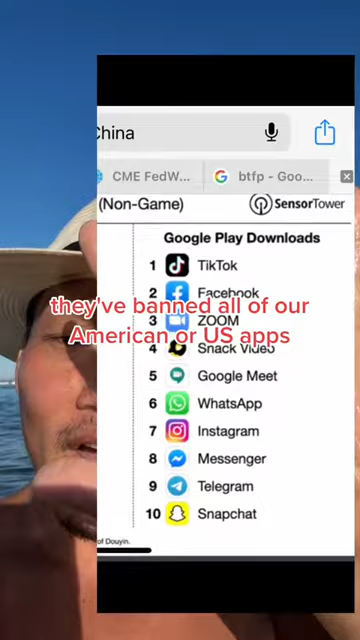 China
CME FedW...
btfp - Goo...
(Non-Game)
SensorTower
Google Play Downloads
1 TikTok
2 Facebook
they've banned all of our
3 ZOOM
American or US apps
4 Snack Video
5 Google Meet
6 WhatsApp
7 Instagram
8 Messenger
9 Telegram
10 Snapchat
of Douyin.